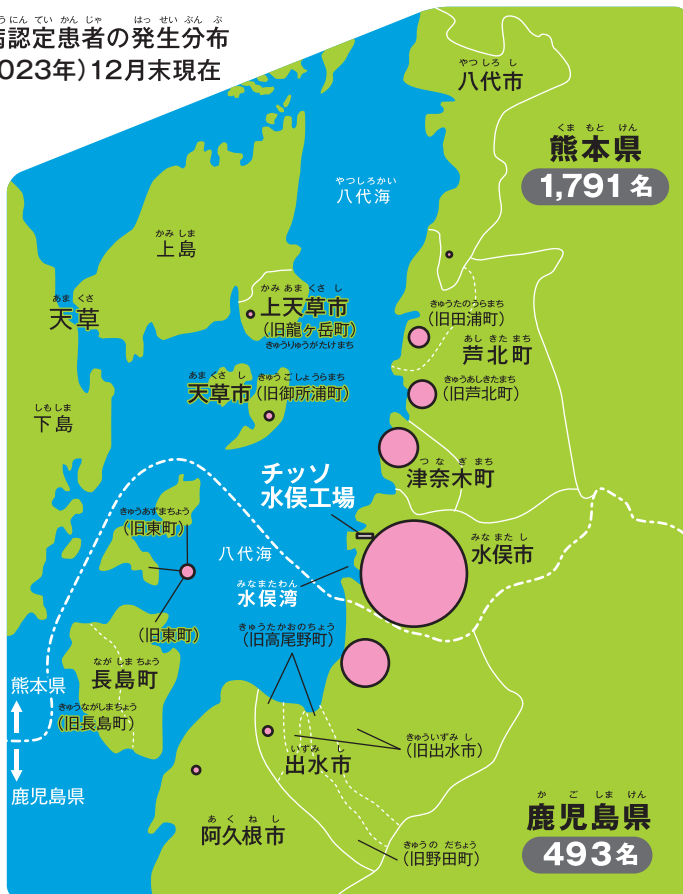 認定患者の発生分布
023年）12月末現在
やつしろし
八代市
くまもとけん
熊本県
1,791名
やつしろかい
八代海
かみしま
上島
あまくさ
天草
かみあまくさし
上天草市
（旧龍ヶ岳町）
きゅうりゅうがたけまち
きゅうたのうらまち
（旧田浦町）
あしきたまち
芦北町
きゅうあしきたまち
（旧芦北町）
あまくさし
天草市
きゅうごしょうらまち
（旧御所浦町）
しもしま
下島
つなぎまち
津奈木町
チッソ
水俣工場
みなまたし
水俣市
きゅうあずまちょう
（旧東町）
八代海
みなまたわん
水俣湾
（旧東町）
きゅうたかおのちょう
（旧高尾野町）
ながしまちょう
長島町
きゅうながしまちょう
（旧長島町）
熊本県
鹿児島県
いずみし
出水市
きゅういずみし
（旧出水市）
あくねし
阿久根市
きゅうのだちょう
（旧野田町）
かごしまけん
鹿児島県
493名